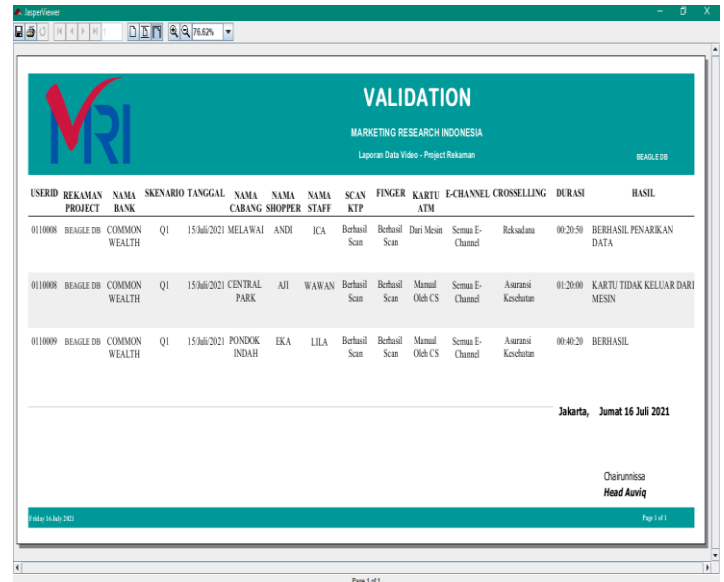 JasperViewer
76.62%
MRI
VALIDATION
MARKETING RESEARCH INDONESIA
Laporan Data Video - Project Rekaman
BEAGLE DB
USERID REKAMAN PROJECT NAMA BANK SKENARIO TANGGAL NAMA CABANG NAMA SHOPPER NAMA STAFF SCAN KTP FINGER KARTU ATM E-CHANNEL CROSSELLING DURASI HASIL
0110008 BEAGLE DB COMMON WEALTH Q1 15/Juli/2021 MELAWAI ANDI ICA Berhasil Scan Berhasil Scan Dari Mesin Semua E-Channel Reksadana 00:20:50 BERHASIL PENARIKAN DATA
0110008 BEAGLE DB COMMON WEALTH Q1 15/Juli/2021 CENTRAL PARK AJI WAWAN Berhasil Scan Berhasil Scan Manual Oleh CS Semua E-Channel Asuransi Kesehatan 01:20:00 KARTU TIDAK KELUAR DARI MESIN
0110009 BEAGLE DB COMMON WEALTH Q1 15/Juli/2021 PONDOK INDAH EKA LILA Berhasil Scan Berhasil Scan Manual Oleh CS Semua E-Channel Asuransi Kesehatan 00:40:20 BERHASIL
Jakarta, Jumat 16 Juli 2021
Chairunnissa
Head Auviq
Friday 16 July 2021
Page 1 of 1
Page 1 of 1